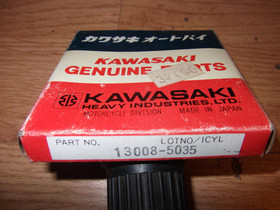 カワサキ オートバイ
KAWASAKI
GENUINE PARTS
KAWASAKI
HEAVY INDUSTRIES, LTD.
MOTORCYCLE DIVISION MADE IN JAPAN
PART NO. LOTNO/1CYL
13008-5035